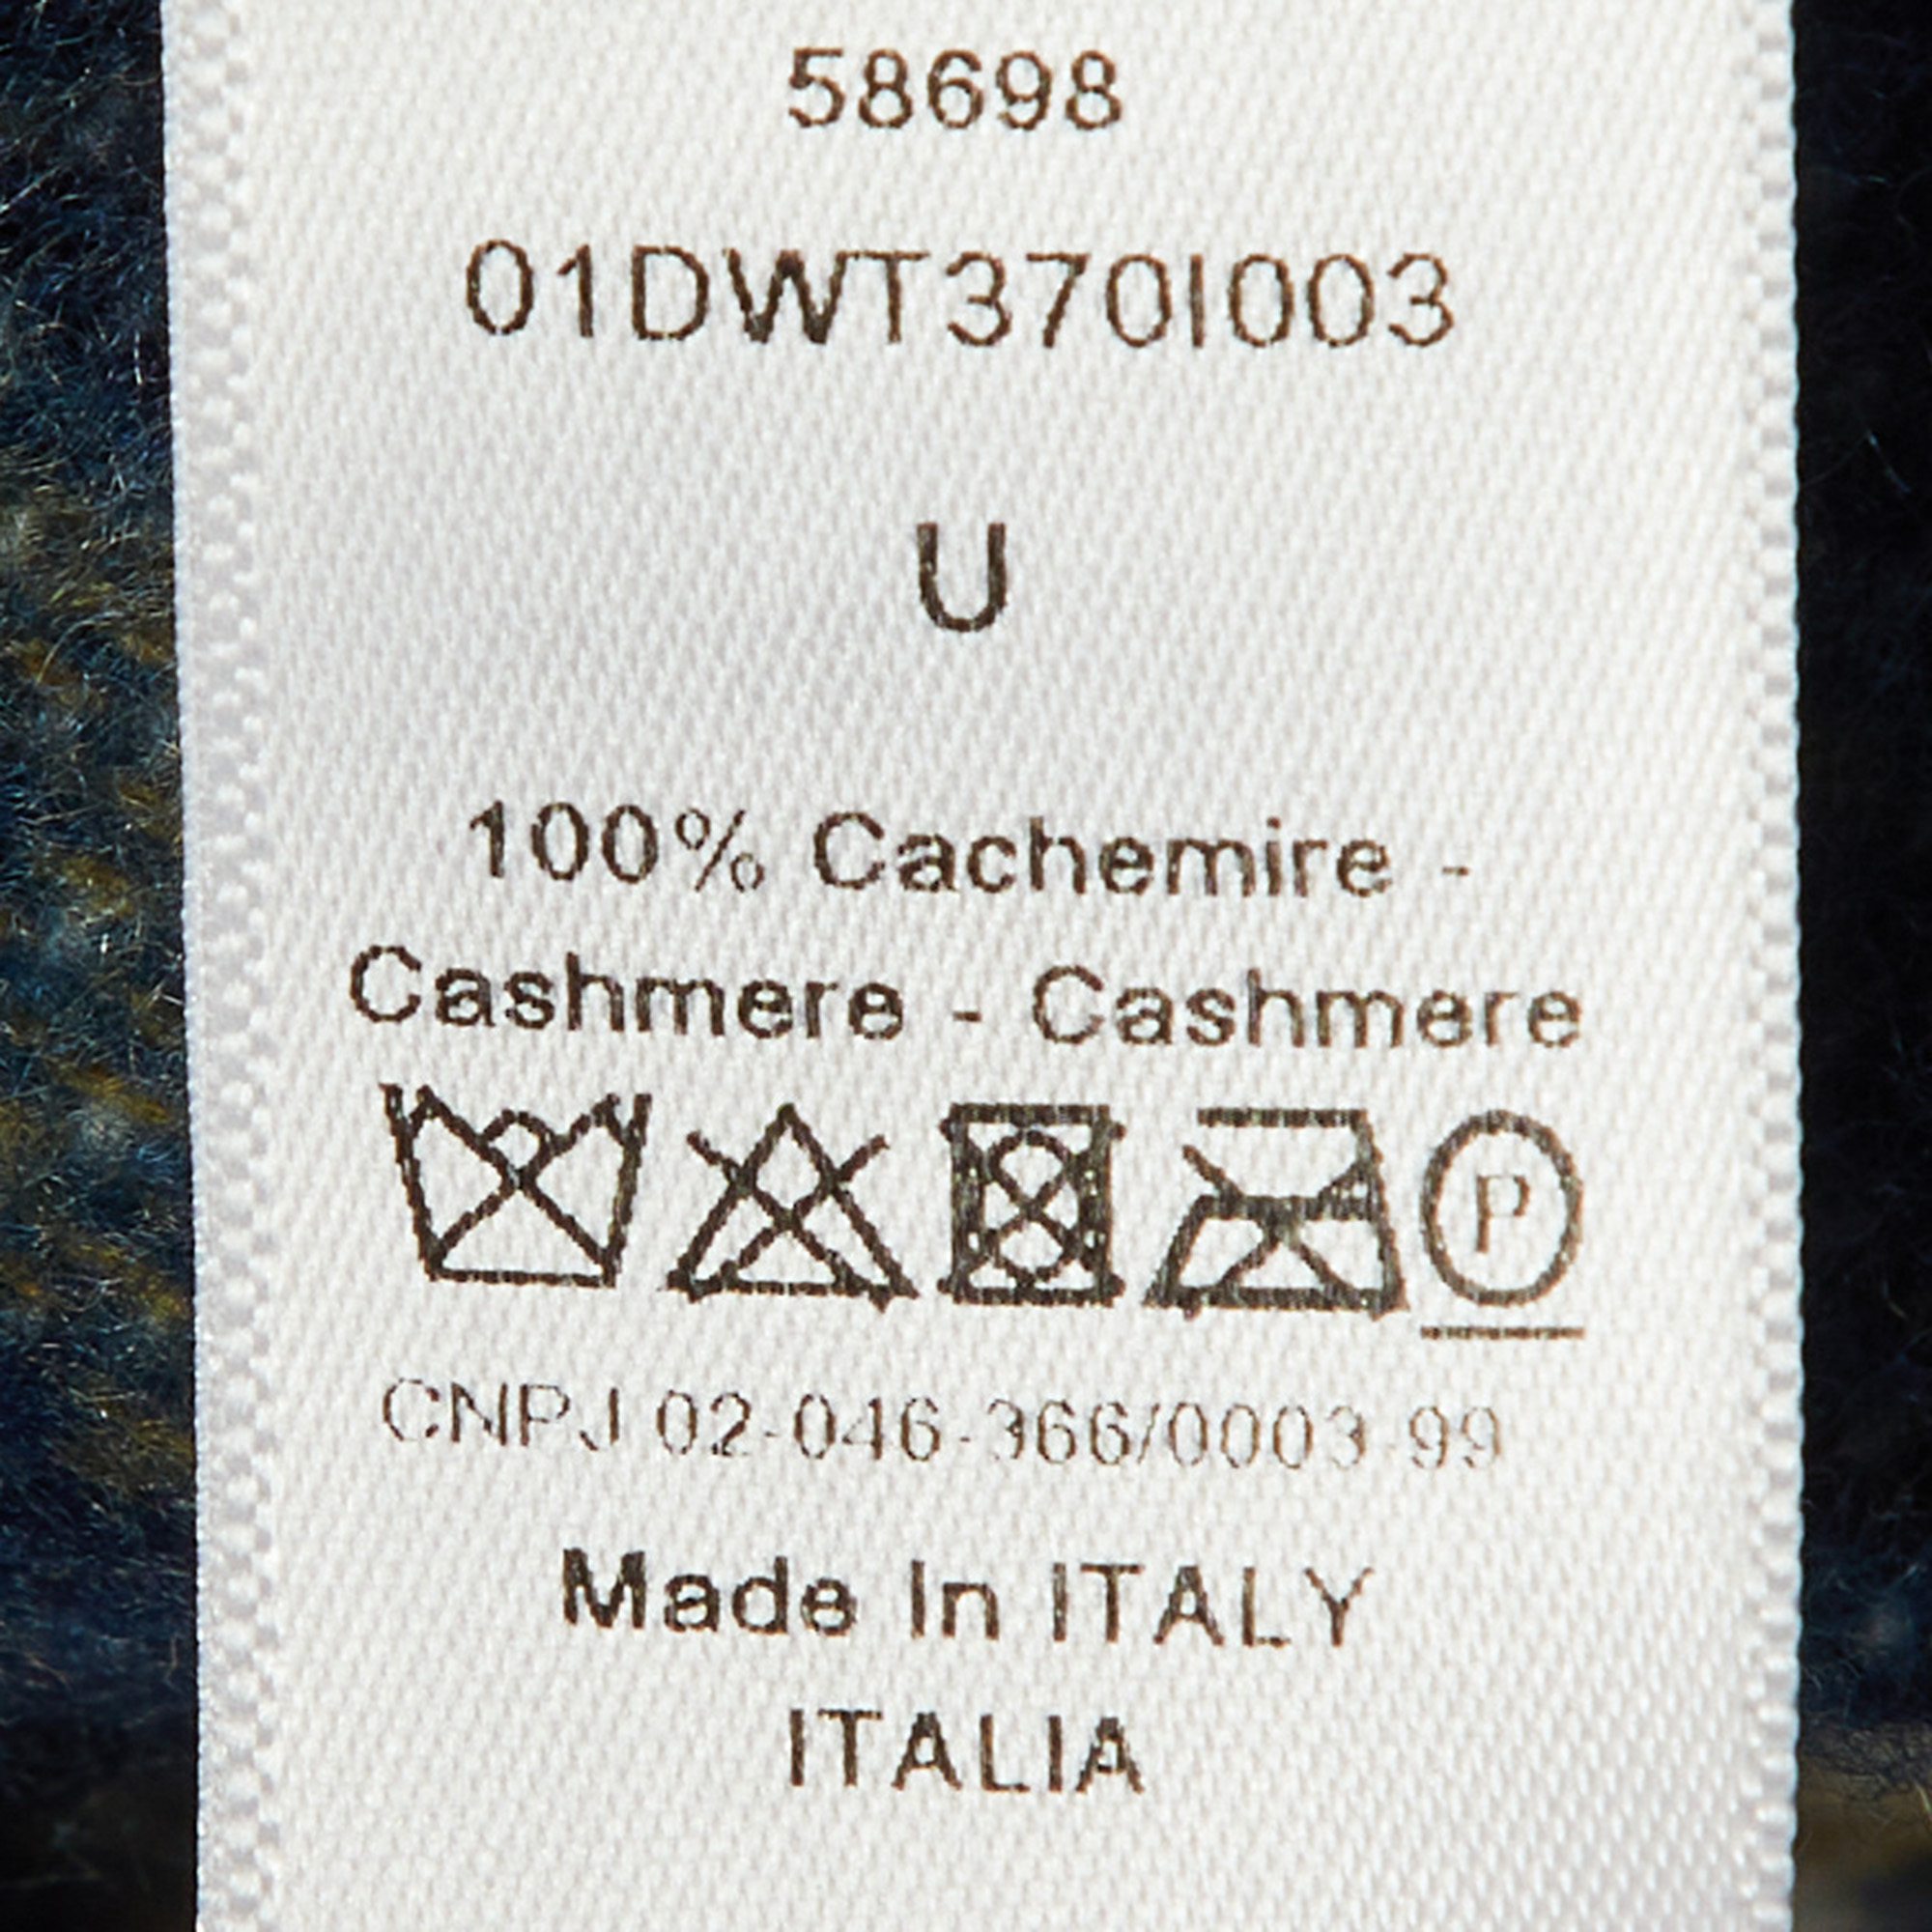 58698
01DWT370I003
U
100% Cachemire -
Cashmere - Cashmere
P
CNPJ 02-046-366/0003-99
Made In ITALY
ITALIA